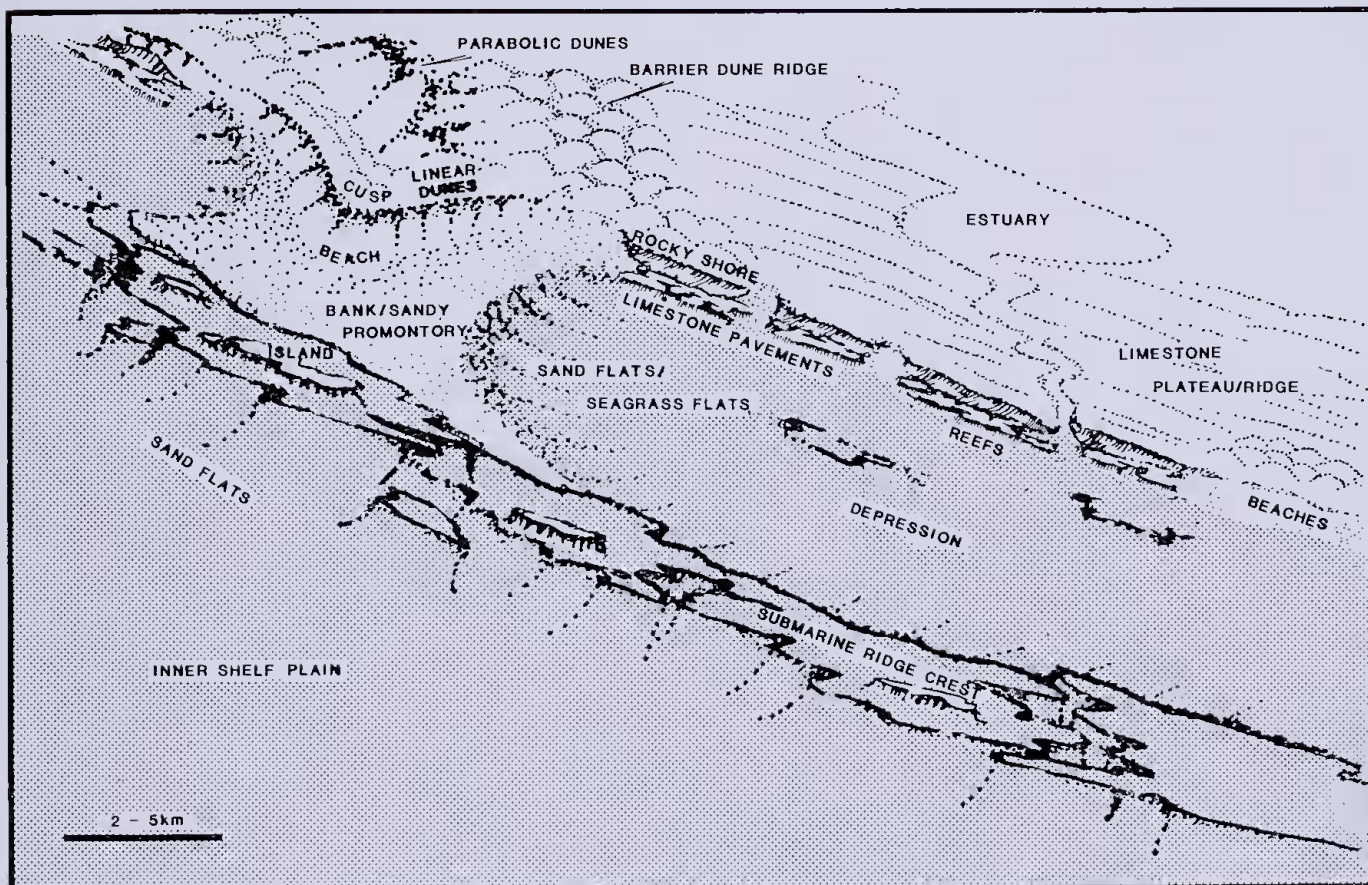 PARABOLIC DUNES
BARRIER DUNE RIDGE
CUSP
LINEAR
DUNES
ESTUARY
BEACH
ROCKY SHORE
BANK/SANDY
PROMONTORY
LIMESTONE PAVEMENTS
ISLAND
LIMESTONE
PLATEAU/RIDGE
SAND FLATS/
SEAGRASS FLATS
SAND FLATS
REEFS
BEACHES
DEPRESSION
SUBMARINE RIDGE CREST
INNER SHELF PLAIN
2 - 5km